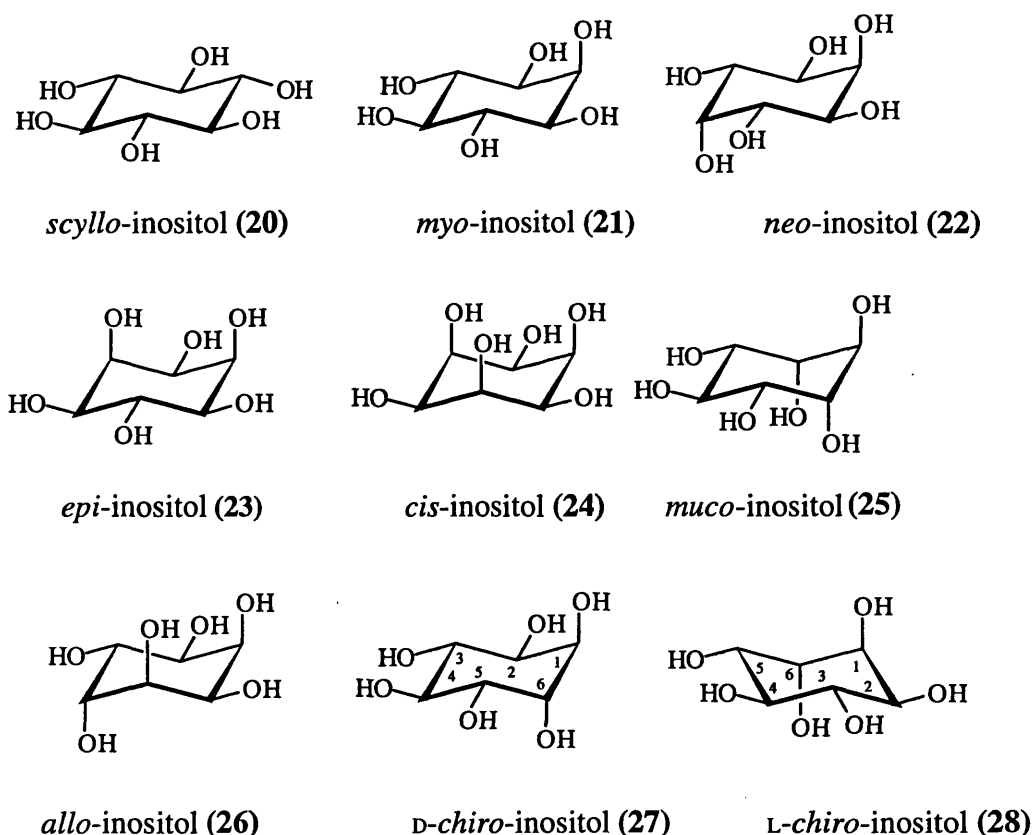 OH
HO
OH
HO
OH
OH
scyllo-inositol (20)
OH
OH
HO
HO
OH
OH
myo-inositol (21)
OH
OH
HO
OH
OH
OH
neo-inositol (22)
OH
OH
OH
HO
OH
OH
epi-inositol (23)
OH
OH
OH
OH
HO
OH
cis-inositol (24)
OH
HO
HO
HO
HO
OH
muco-inositol (25)
OH
OH
OH
HO
OH
OH
allo-inositol (26)
OH
OH
HO
3
1
5
2
4
HO
6
OH
OH
D-chiro-inositol (27)
OH
HO
1
5
6
3
2
4
HO
OH
OH
OH
L-chiro-inositol (28)